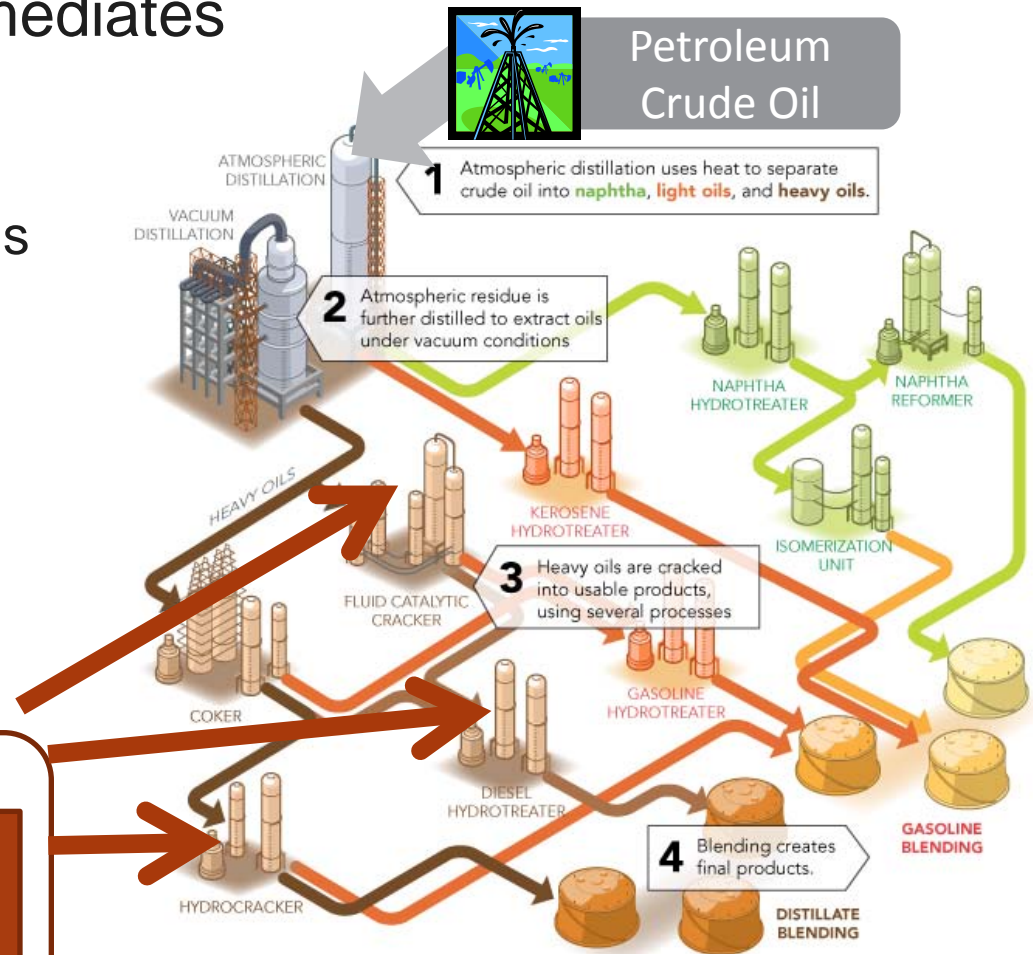 Petroleum
Crude Oil
ATMOSPHERIC
DISTILLATION
1
Atmospheric distillation uses heat to separate
crude oil into naphtha, light oils, and heavy oils.
VACUUM
DISTILLATION
s
2
Atmospheric residue is
further distilled to extract oils
under vacuum conditions
NAPHTHA
HYDROTREATER
NAPHTHA
REFORMER
HEAVY OILS
KEROSENE
HYDROTREATER
ISOMERIZATION
UNIT
3
Heavy oils are cracked
into usable products,
using several processes
FLUID CATALYTIC
CRACKER
GASOLINE
HYDROTREATER
COKER
DIESEL
HYDROTREATER
GASOLINE
BLENDING
4
Blending creates
final products.
HYDROCRACKER
DISTILLATE
BLENDING